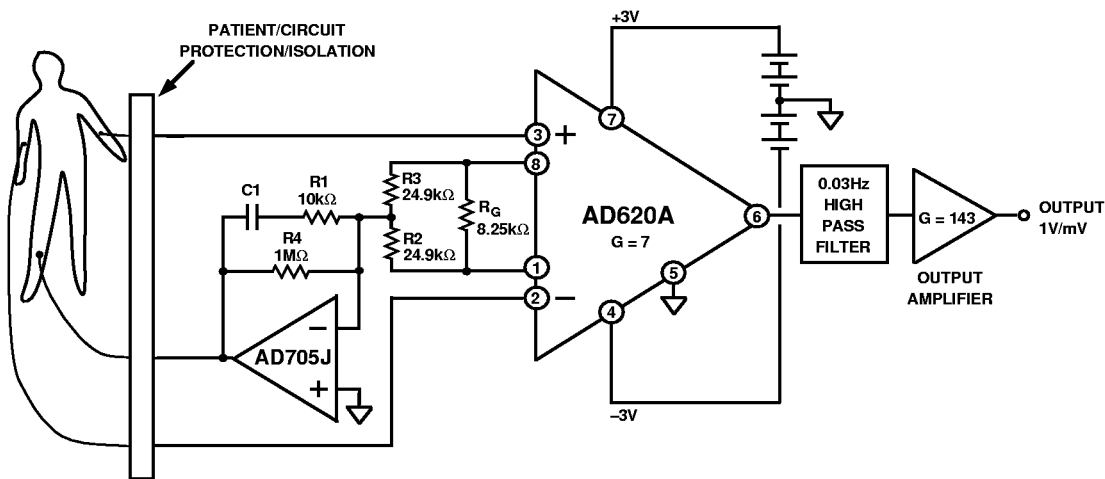 PATIENT/CIRCUIT
PROTECTION/ISOLATION
+3V
3
+
8
7
C1
R1
10kΩ
R3
24.9kΩ
RG
8.25kΩ
AD620A
G = 7
6
0.03Hz
HIGH
PASS
FILTER
G = 143
OUTPUT
1V/mV
OUTPUT
AMPLIFIER
R4
1MΩ
R2
24.9kΩ
1
2
–
5
4
AD705J
–
+
–3V